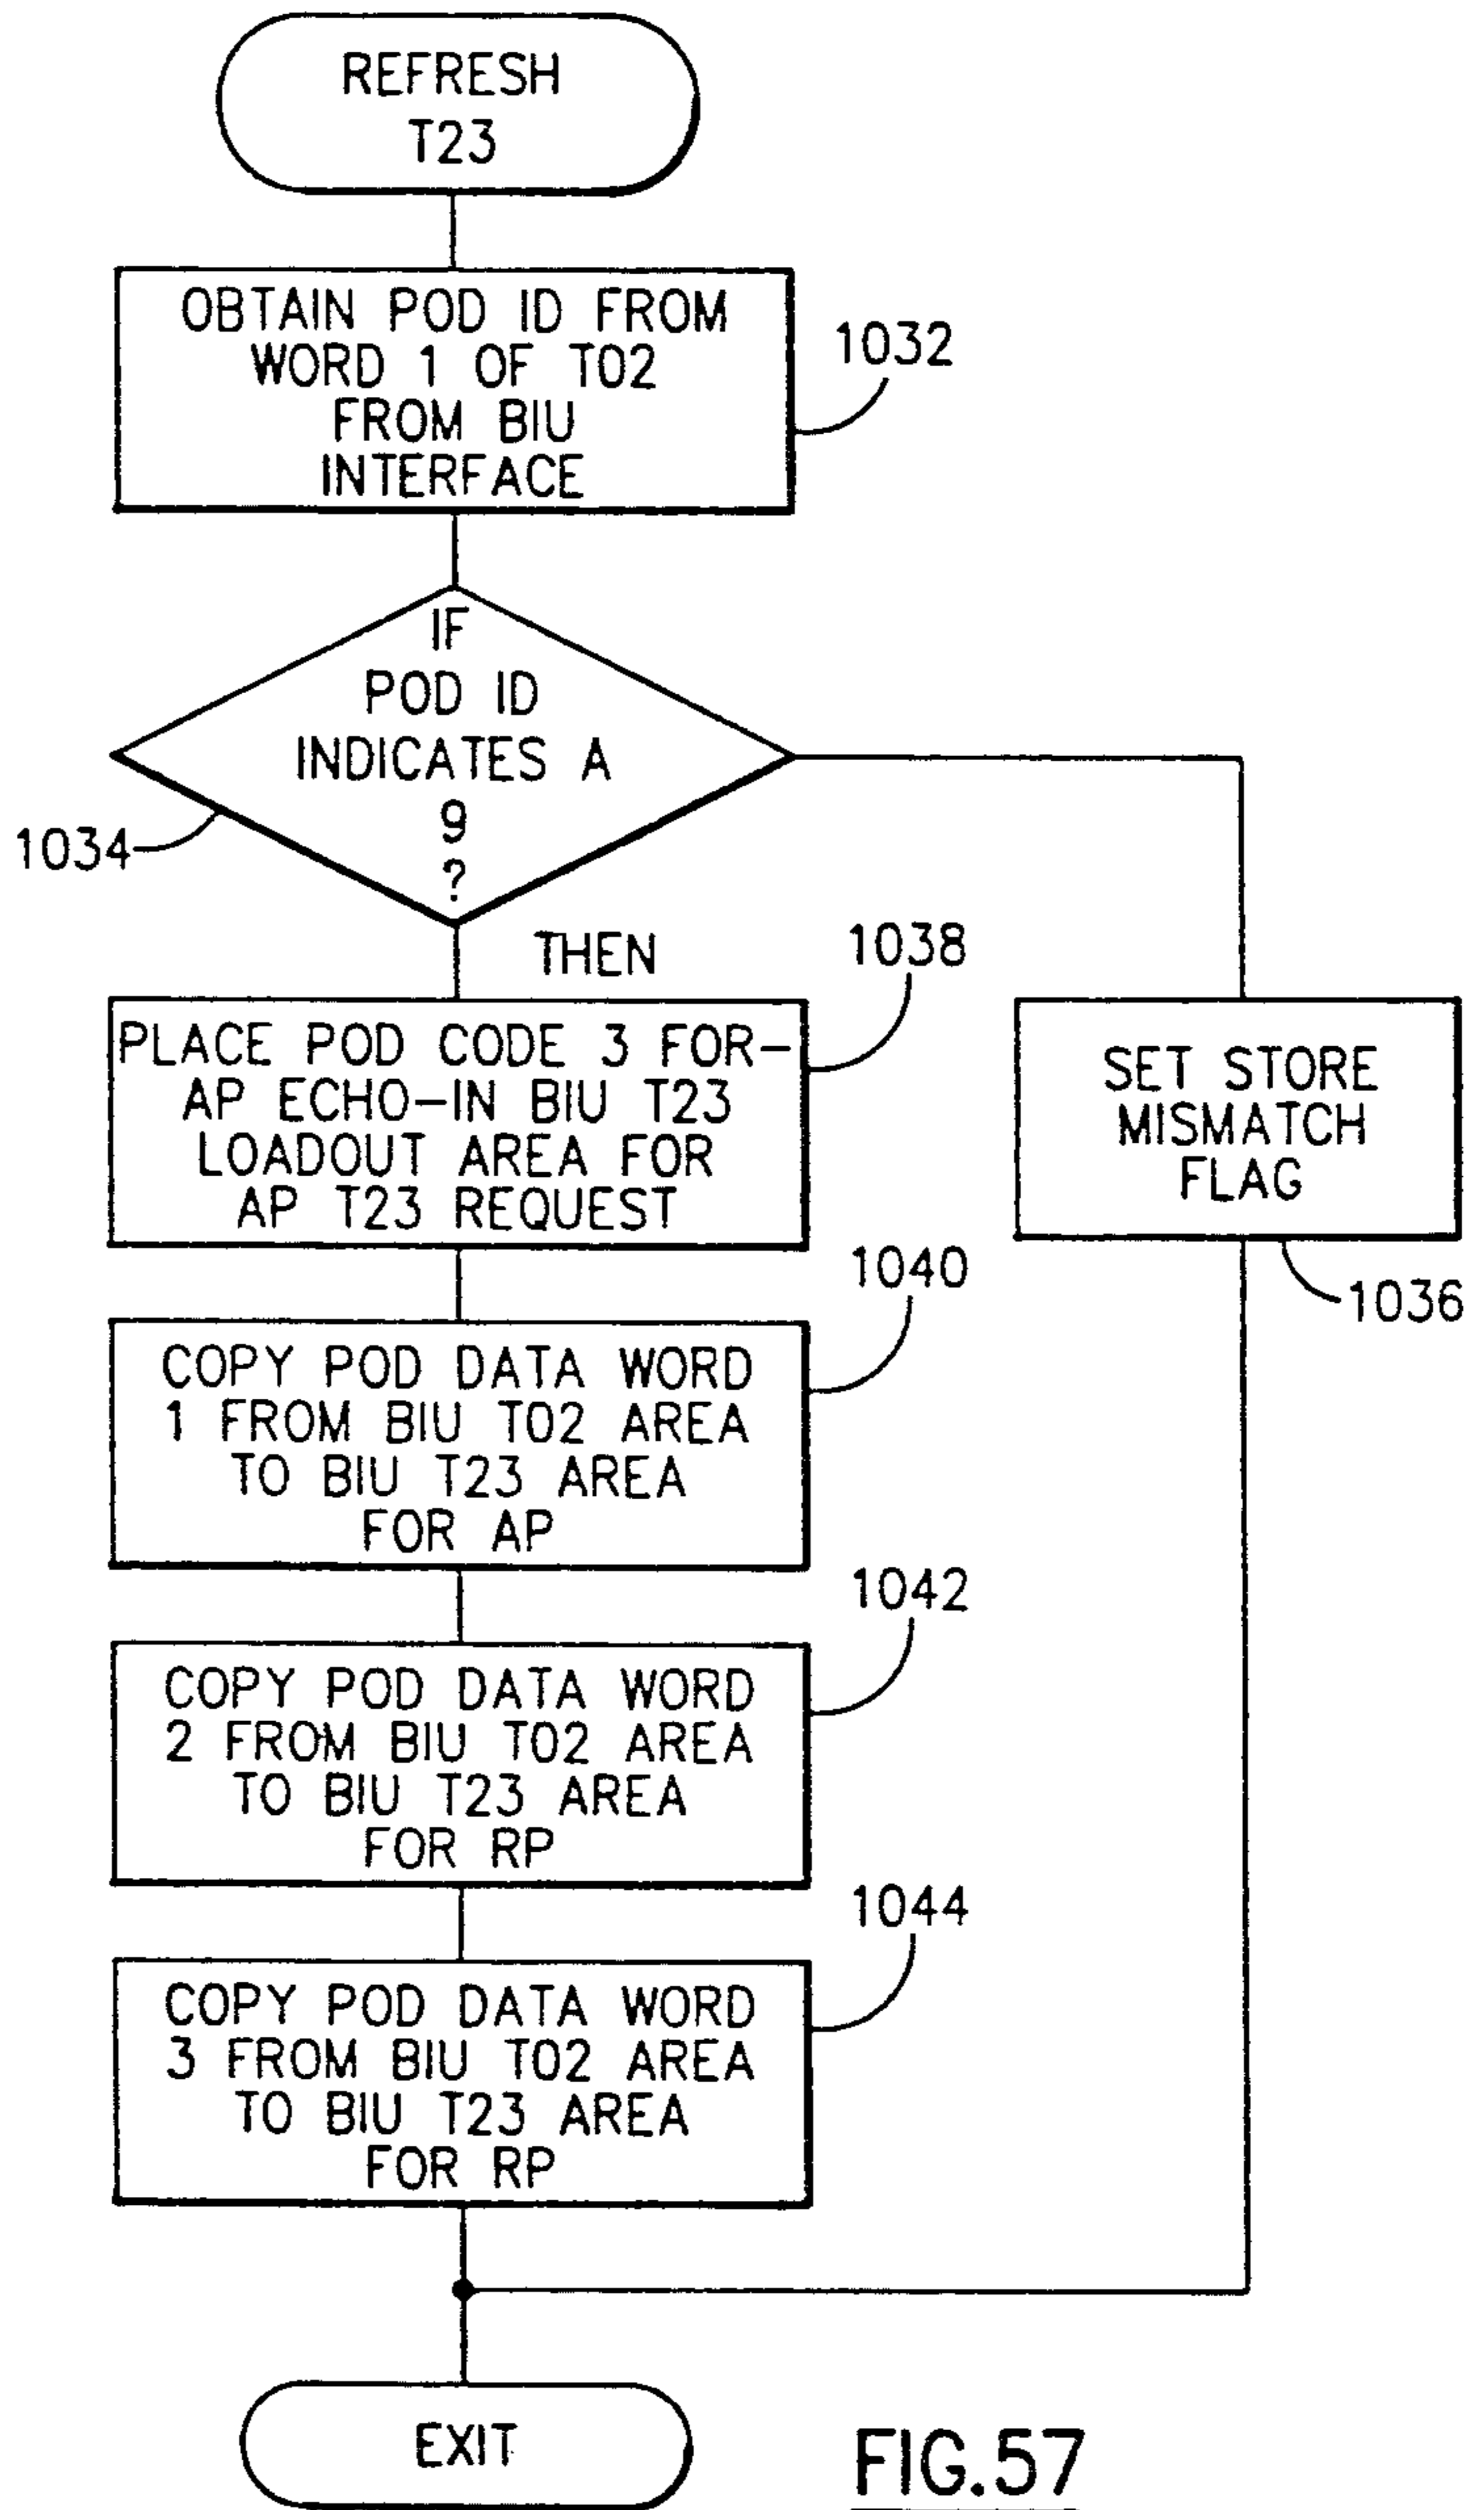 REFRESH
T23
OBTAIN POD ID FROM
WORD 1 OF T02
FROM BIU
INTERFACE
1032
IF
POD ID
INDICATES A
9
?
1034
THEN
1038
PLACE POD CODE 3 FOR-
AP ECHO-IN BIU T23
LOADOUT AREA FOR
AP T23 REQUEST
SET STORE
MISMATCH
FLAG
1036
1040
COPY POD DATA WORD
1 FROM BIU T02 AREA
TO BIU T23 AREA
FOR AP
1042
COPY POD DATA WORD
2 FROM BIU T02 AREA
TO BIU T23 AREA
FOR RP
1044
COPY POD DATA WORD
3 FROM BIU T02 AREA
TO BIU T23 AREA
FOR RP
EXIT
FIG.57